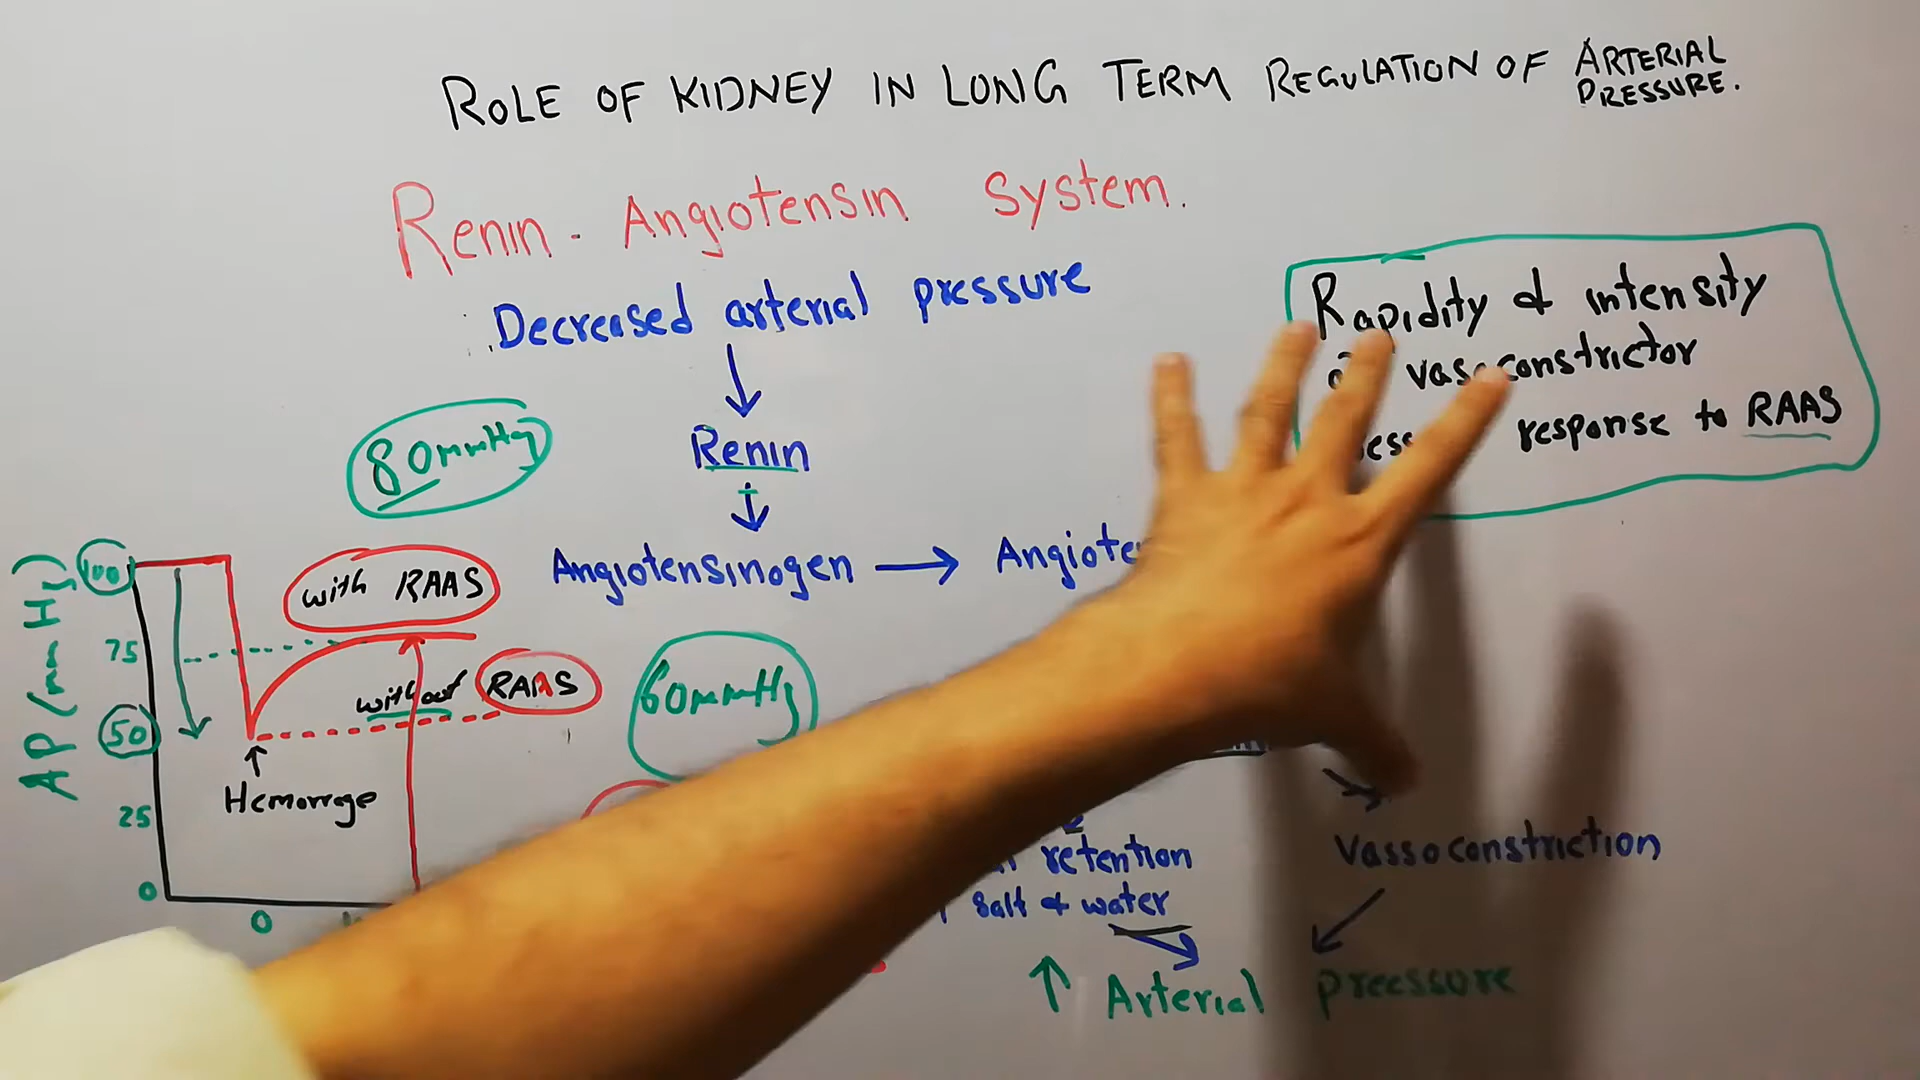 ROLE OF KIDNEY IN LONG TERM REGULATION OF ARTERIAL
PRESSURE.
Renin - Angiotensin System.
Decreased arterial pressure
Rapidity & intensity
vasoconstrictor
response to RAAS
80mmHg
Renin
Angiotensinogen → Angiote
AP (mmHg)
100
with RAAS
75
without RAAS
60mmHg
50
Hemorrge
25
0
0
retention
salt & water
Vassoconstriction
↑ Arterial preessure